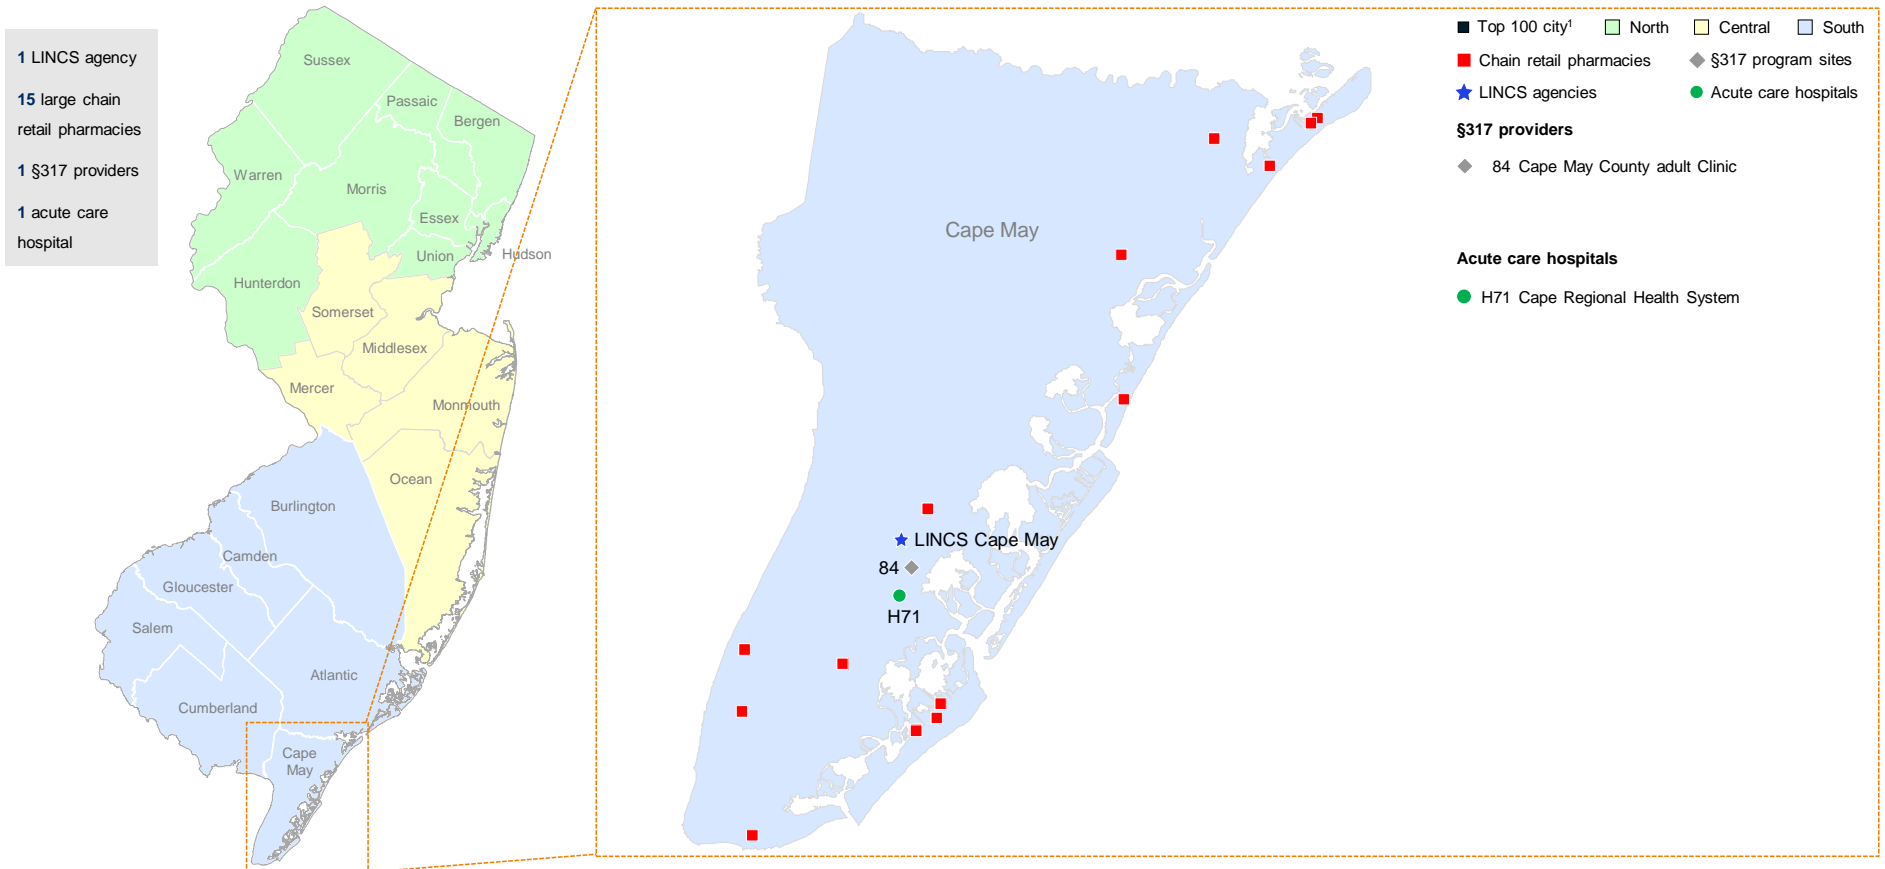 1 LINCS agency
15 large chain
retail pharmacies
1 §317 providers
1 acute care
hospital
Sussex
Passaic
Bergen
Warren
Morris
Essex
Hudson
Union
Hunterdon
Somerset
Middlesex
Mercer
Monmouth
Ocean
Burlington
Camden
Gloucester
Salem
Atlantic
Cumberland
Cape
May
Cape May
LINCS Cape May
84
H71
Top 100 city¹ North Central South
Chain retail pharmacies §317 program sites
LINCS agencies Acute care hospitals
§317 providers
84 Cape May County adult Clinic
Acute care hospitals
H71 Cape Regional Health System